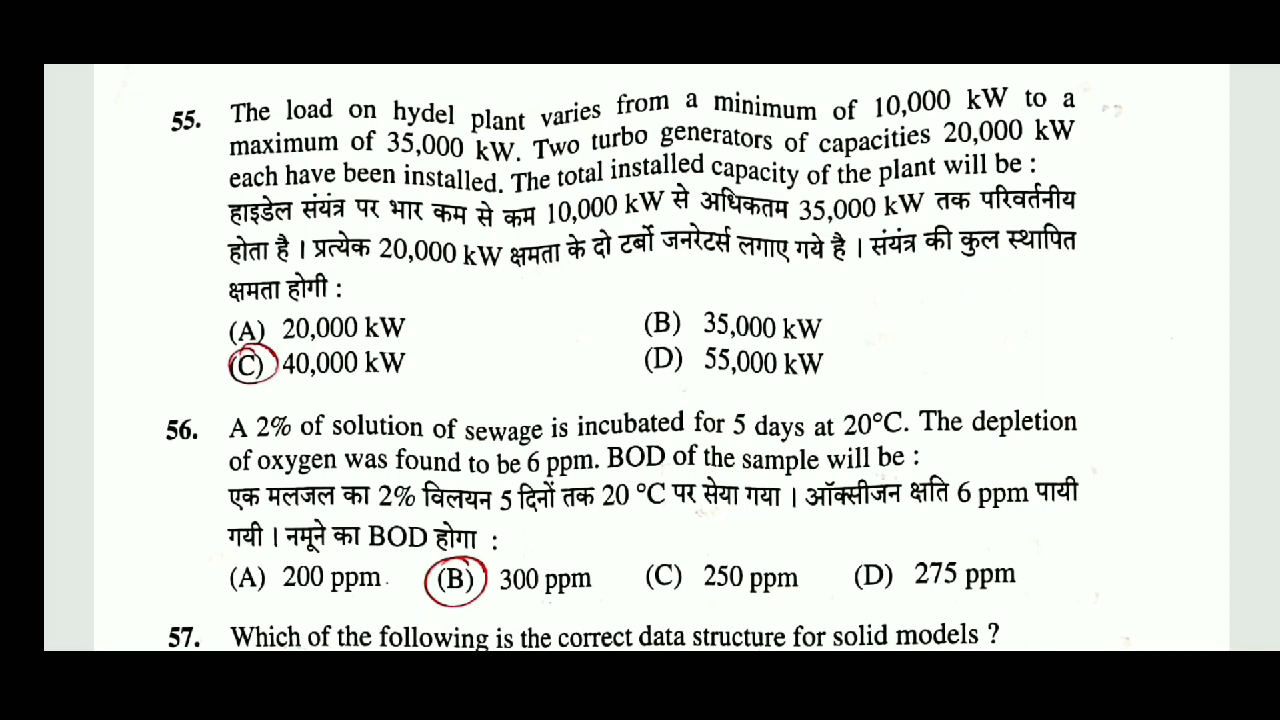 55. The load on hydel plant varies from a minimum of 10,000 kW to a
maximum of 35,000 kW. Two turbo generators of capacities 20,000 kW
each have been installed. The total installed capacity of the plant will be :
हाइडेल संयंत्र पर भार कम से कम 10,000 kW से अधिकतम 35,000 kW तक परिवर्तनीय
होता है । प्रत्येक 20,000 kW क्षमता के दो टर्बो जनरेटर्स लगाए गये है । संयंत्र की कुल स्थापित
क्षमता होगी :
(A) 20,000 kW (B) 35,000 kW
(C) 40,000 kW (D) 55,000 kW
56. A 2% of solution of sewage is incubated for 5 days at 20°C. The depletion
of oxygen was found to be 6 ppm. BOD of the sample will be :
एक मलजल का 2% विलयन 5 दिनों तक 20 °C पर सेया गया । ऑक्सीजन क्षति 6 ppm पायी
गयी । नमूने का BOD होगा :
(A) 200 ppm (B) 300 ppm (C) 250 ppm (D) 275 ppm
57. Which of the following is the correct data structure for solid models ?